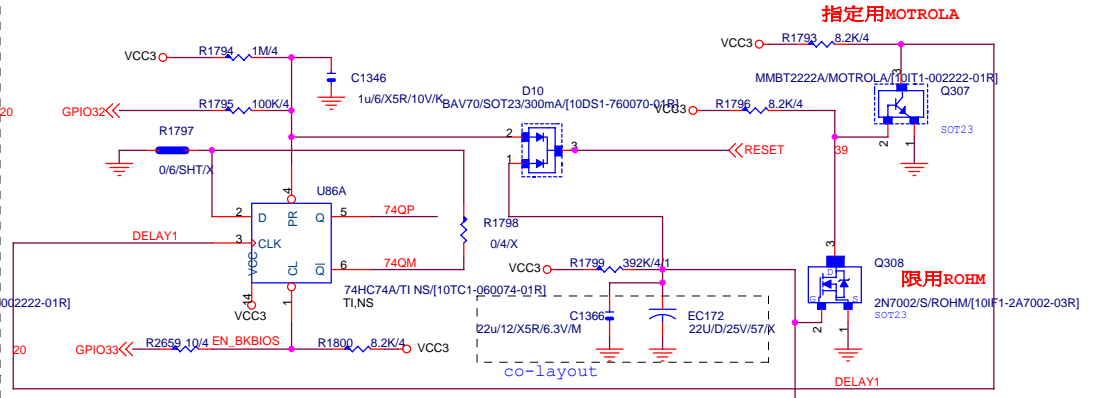 指定用MOTROLA
VCC3
R1793
8.2K/4
VCC3
R1794
1M/4
C1346
1u/6/X5R/10V/K
MMBT2222A/MOTROLA/[10IT1-002222-01R]
3
Q307
SOT23
2
1
D10
BAV70/SOT23/300mA/[10DS1-760070-01R]
VCC3
R1796
8.2K/4
20
GPIO32
R1795
100K/4
R1797
0/6/SHT/X
2
1
3
RESET
39
4
U86A
2
D
PR
Q
5
74QP
DELAY1
3
CLK
VCC
CL
QI
6
74QM
R1798
0/4/X
74HC74A/TI NS/[10TC1-060074-01R]
TI,NS
14
VCC3
1
VCC3
R1799
392K/4/1
3
Q308
限用ROHM
D
G
S
2N7002/S/ROHM/[10IF1-2A7002-03R]
SOT23
2
1
C1366
22u/12/X5R/6.3V/M
EC172
22U/D/25V/57/X
co-layout
002222-01R]
20
GPIO33
R2659
10/4
EN_BKBIOS
R1800
8.2K/4
VCC3
DELAY1